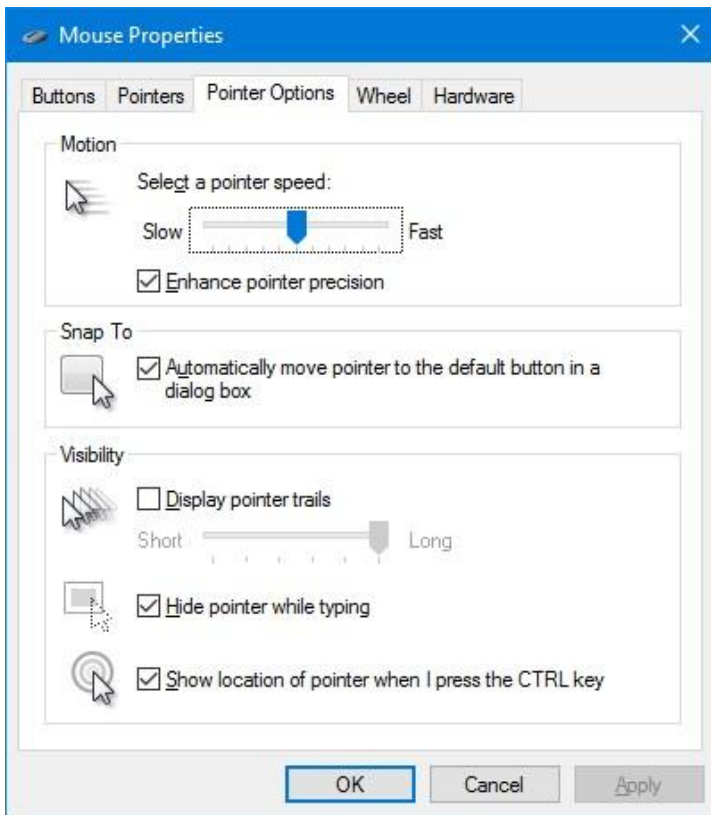 Mouse Properties
Buttons Pointers Pointer Options Wheel Hardware
Motion
Select a pointer speed:
Slow Fast
Enhance pointer precision
Snap To
Automatically move pointer to the default button in a
dialog box
Visibility
Display pointer trails
Short Long
Hide pointer while typing
Show location of pointer when I press the CTRL key
OK Cancel Apply